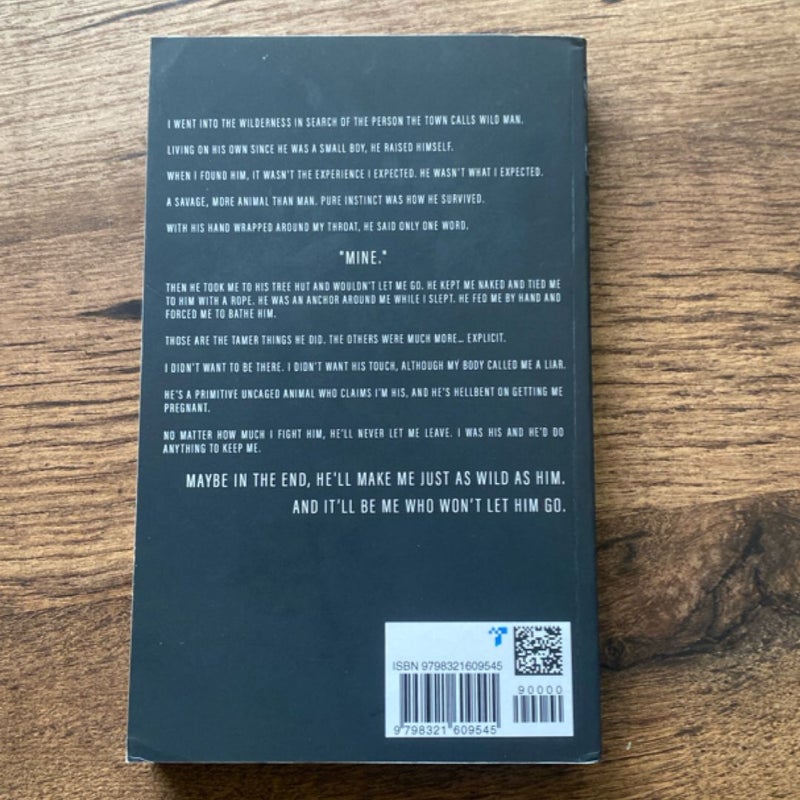 I WENT INTO THE WILDERNESS IN SEARCH OF THE PERSON THE TOWN CALLS WILD MAN.
LIVING ON HIS OWN SINCE HE WAS A SMALL BOY, HE RAISED HIMSELF.
WHEN I FOUND HIM, IT WASN'T THE EXPERIENCE I EXPECTED. HE WASN'T WHAT I EXPECTED.
A SAVAGE, MORE ANIMAL THAN MAN. PURE INSTINCT WAS HOW HE SURVIVED.
WITH HIS HAND WRAPPED AROUND MY THROAT, HE SAID ONLY ONE WORD.
"MINE."
THEN HE TOOK ME TO HIS TREE HUT AND WOULDN'T LET ME GO. HE KEPT ME NAKED AND TIED ME
TO HIM WITH A ROPE. HE WAS AN ANCHOR AROUND ME WHILE I SLEPT. HE FED ME BY HAND AND
FORCED ME TO BATHE HIM.
THOSE ARE THE TAMER THINGS HE DID. THE OTHERS WERE MUCH MORE... EXPLICIT.
I DIDN'T WANT TO BE THERE. I DIDN'T WANT HIS TOUCH, ALTHOUGH MY BODY CALLED ME A LIAR.
HE'S A PRIMITIVE UNCAGED ANIMAL WHO CLAIMS I'M HIS, AND HE'S HELLBENT ON GETTING ME
PREGNANT.
NO MATTER HOW MUCH I FIGHT HIM, HE'LL NEVER LET ME LEAVE. I WAS HIS AND HE'D DO
ANYTHING TO KEEP ME.
MAYBE IN THE END, HE'LL MAKE ME JUST AS WILD AS HIM.
AND IT'LL BE ME WHO WON'T LET HIM GO.
ISBN 9798321609545
90000
9 798321 609545